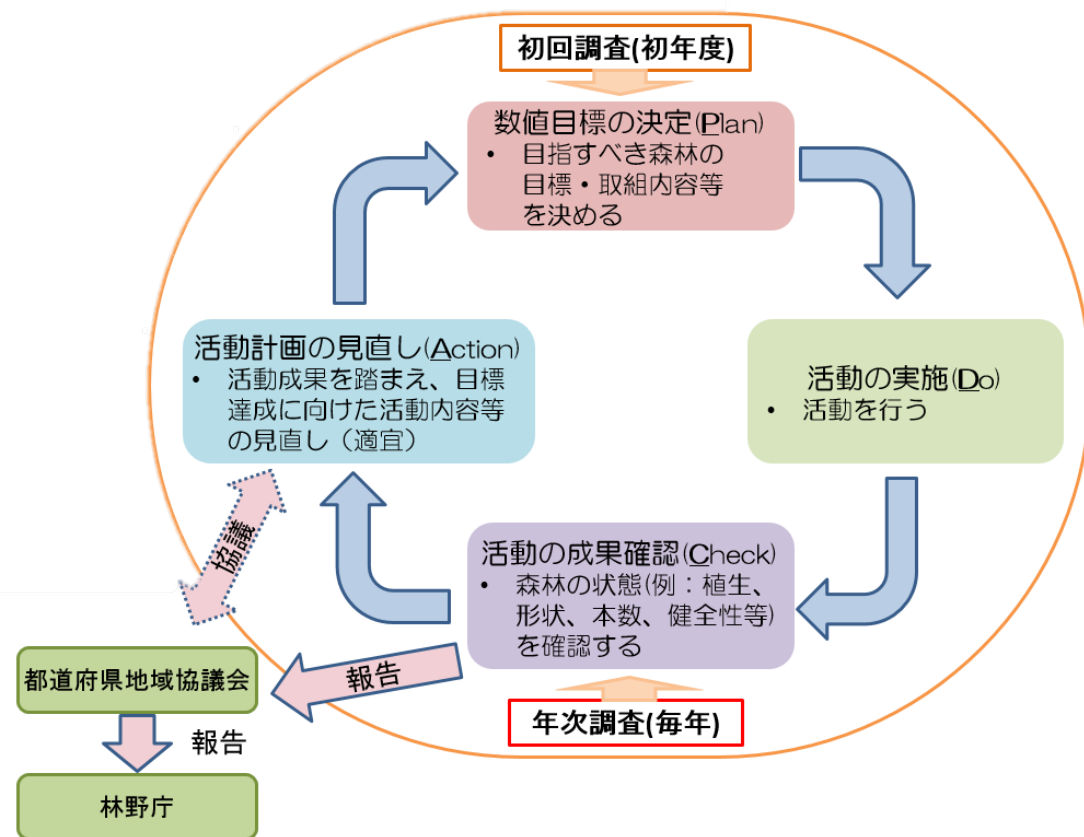 初回調査(初年度)
数値目標の決定(Plan)
• 目指すべき森林の
目標・取組内容等
を決める
活動計画の見直し(Action)
• 活動成果を踏まえ、目標
達成に向けた活動内容等
の見直し（適宜）
活動の実施(Do)
• 活動を行う
協議
活動の成果確認(Check)
• 森林の状態(例：植生、
形状、本数、健全性等)
を確認する
都道府県地域協議会
報告
年次調査(毎年)
報告
林野庁